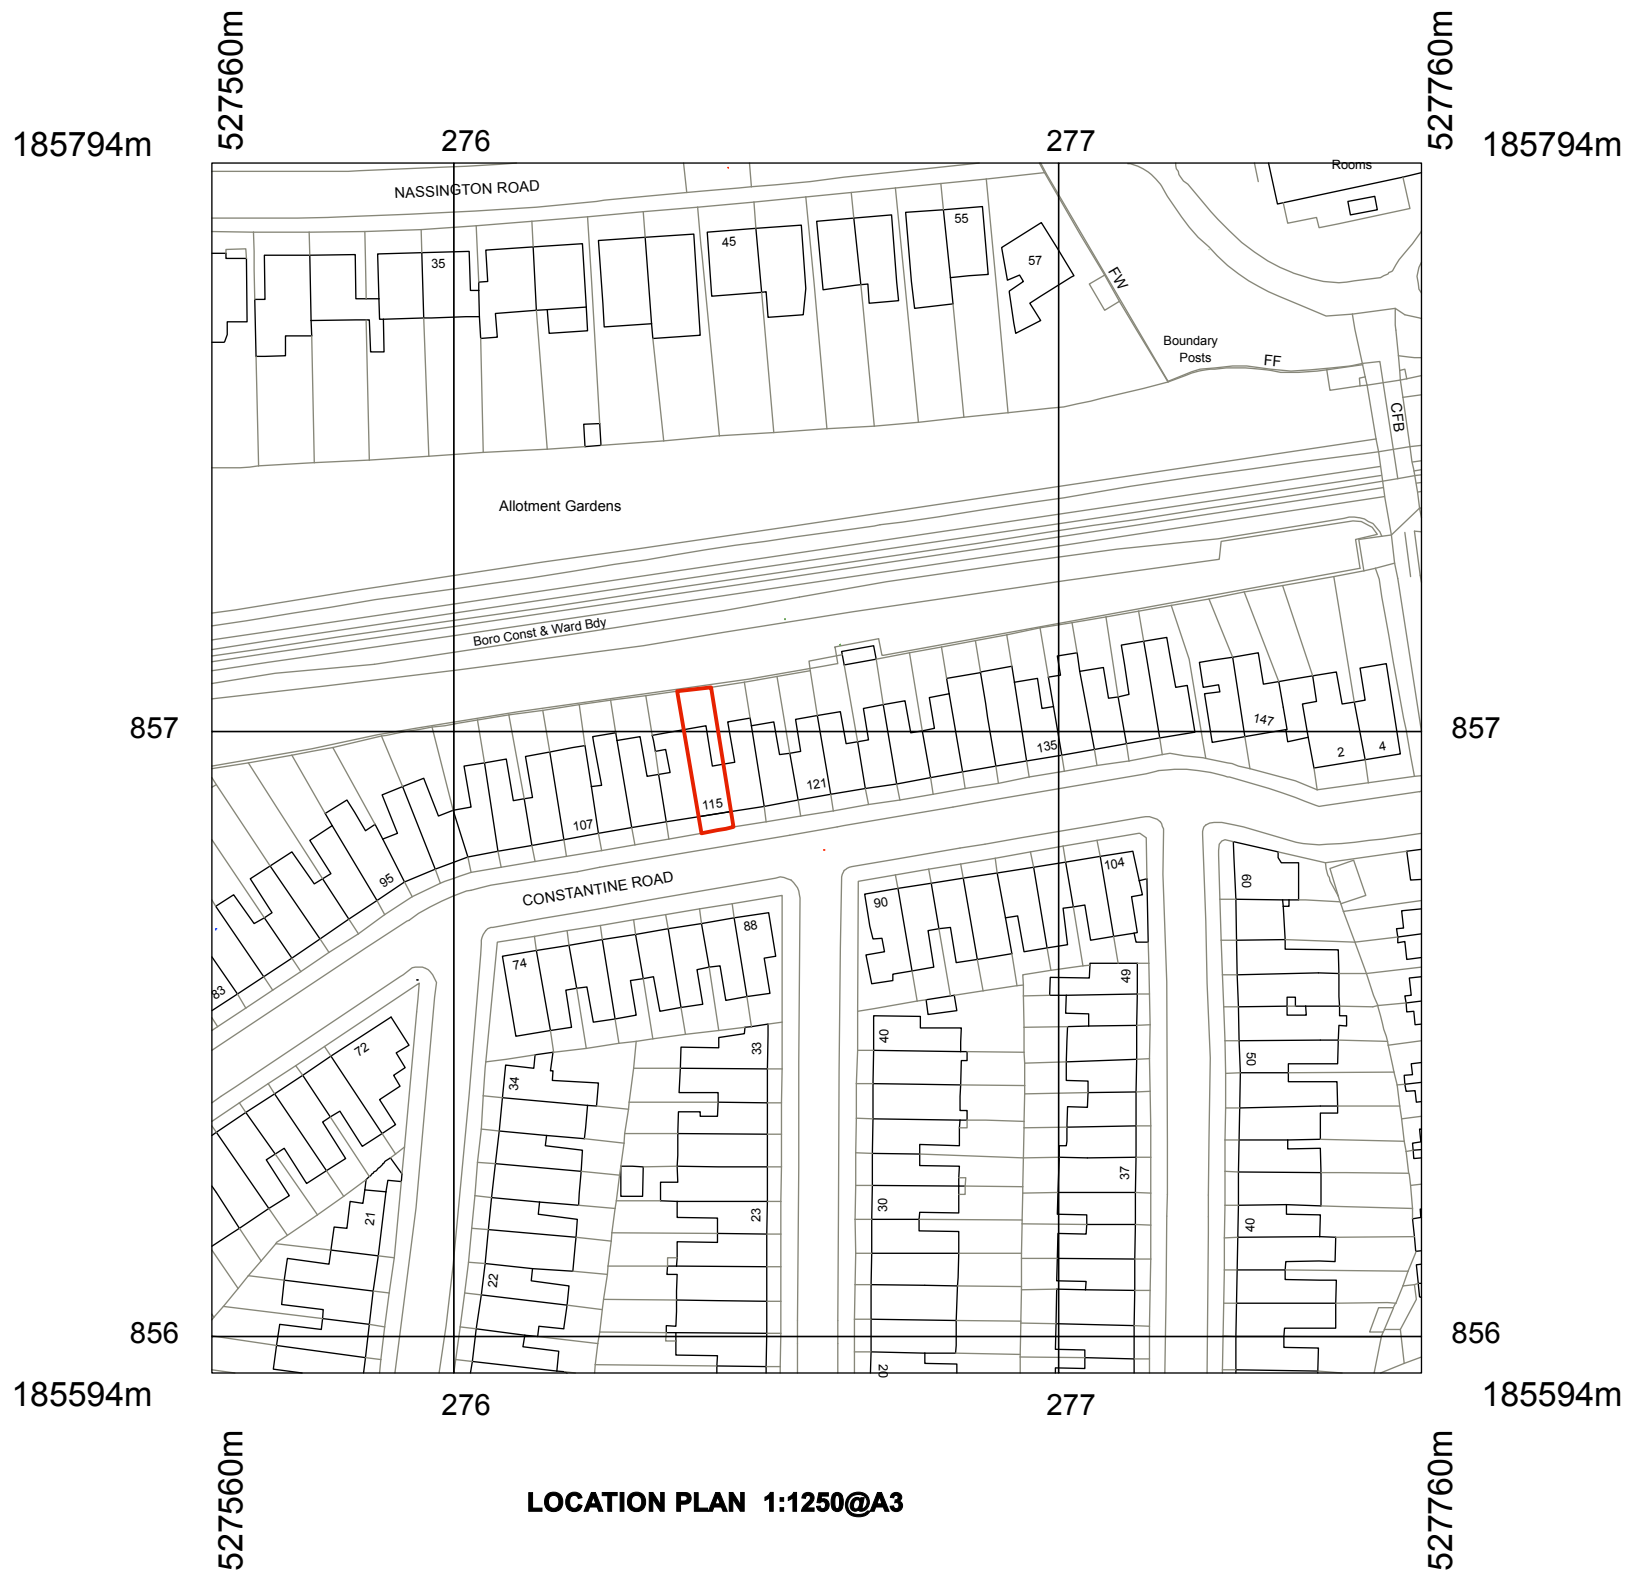 527560m
527760m
185794m
276
277
185794m
Rooms
NASSINGTON ROAD
55
45
57
35
FW
Boundary
Posts
FF
CFB
Allotment Gardens
Boro Const & Ward Bdy
857
857
147
135
2
4
121
115
107
95
104
CONSTANTINE ROAD
60
90
88
74
49
83
72
33
40
50
34
37
21
23
30
40
22
20
856
856
185594m
276
277
185594m
527560m
527760m
LOCATION PLAN 1:1250@A3